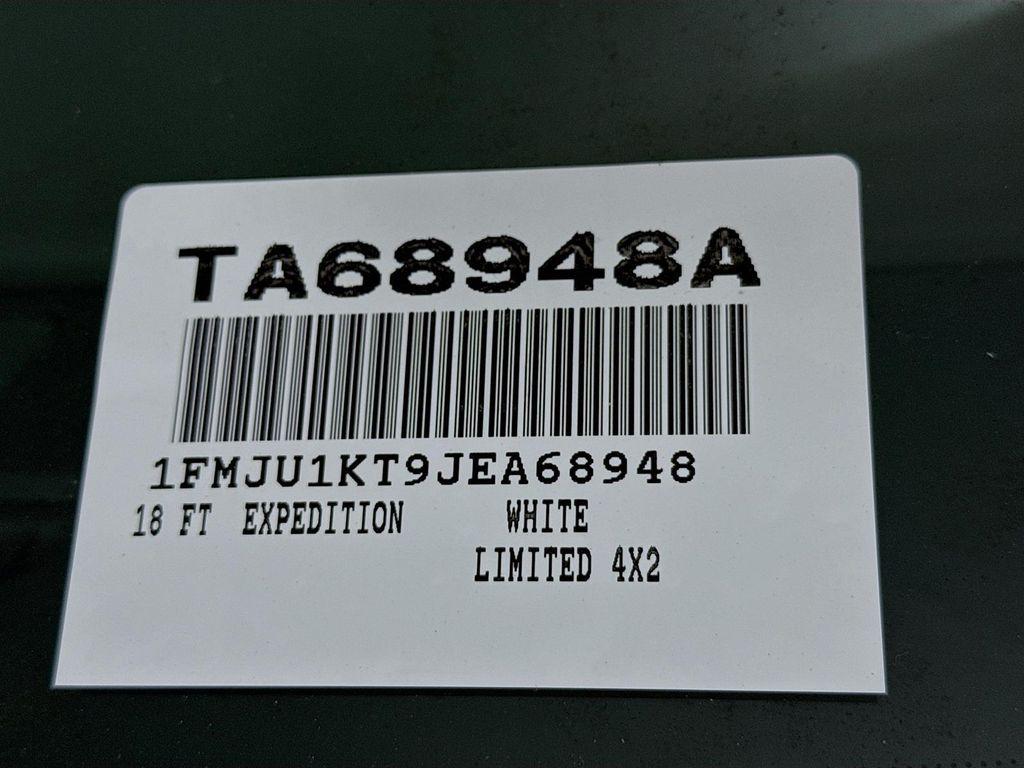 TA68948A
1FMJU1KT9JEA68948
18 FT EXPEDITION WHITE
LIMITED 4X2